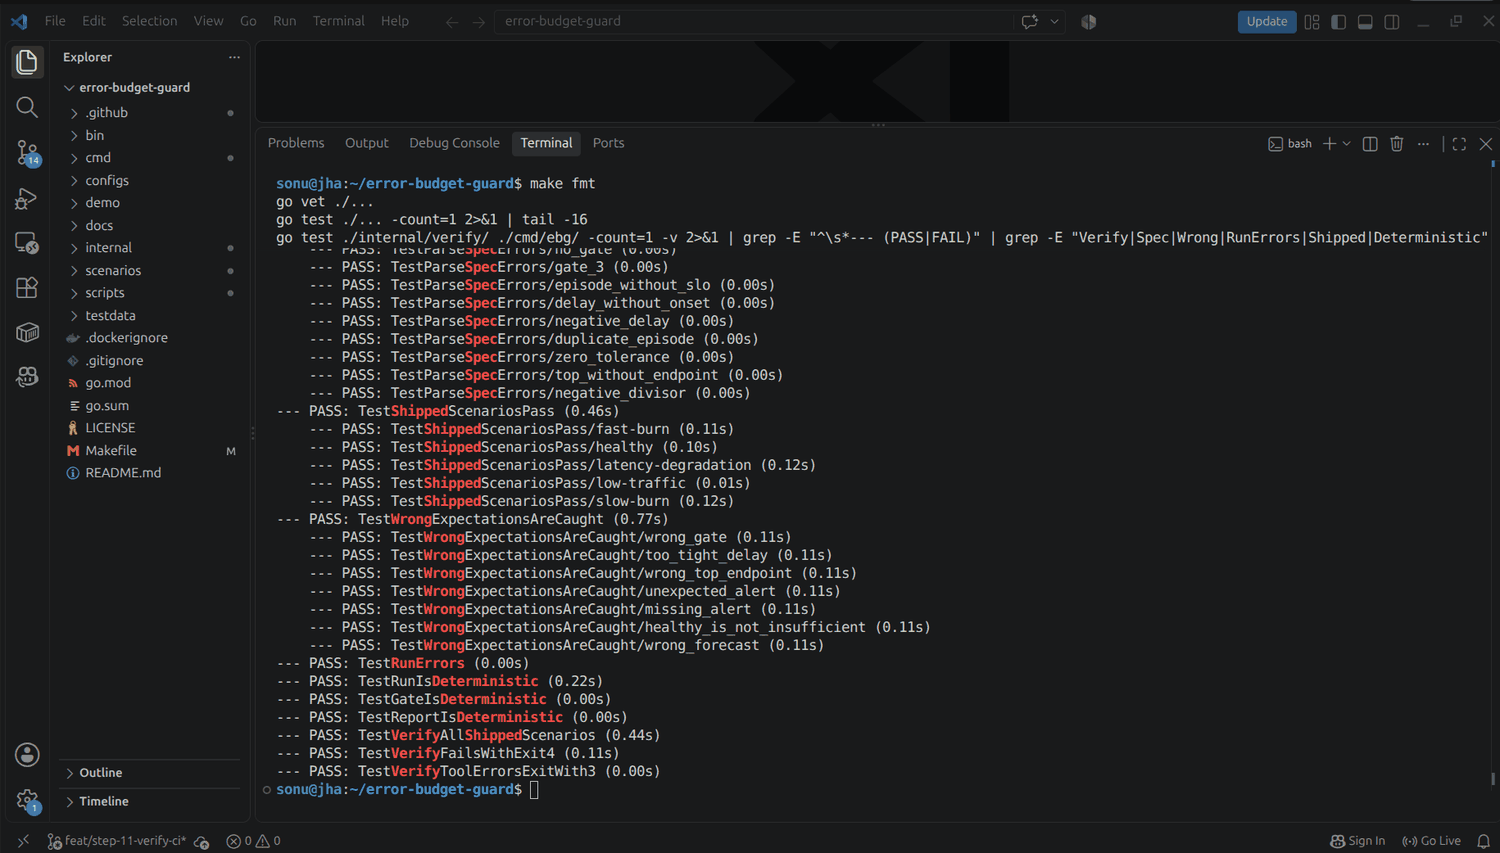 File Edit Selection View Go Run Terminal Help
error-budget-guard
Update
Explorer
error-budget-guard
.github
bin
cmd
configs
demo
docs
internal
scenarios
scripts
testdata
.dockerignore
.gitignore
go.mod
go.sum
LICENSE
Makefile M
README.md
14
1
Outline
Timeline
Problems Output Debug Console Terminal Ports
bash
sonu@jha:~/error-budget-guard$ make fmt
go vet ./...
go test ./... -count=1 2>&1 | tail -16
go test ./internal/verify/ ./cmd/ebg/ -count=1 -v 2>&1 | grep -E "^\s*--- (PASS|FAIL)" | grep -E "Verify|Spec|Wrong|RunErrors|Shipped|Deterministic"
--- PASS: TestParseSpecErrors/no_gate (0.00s)
--- PASS: TestParseSpecErrors/gate_3 (0.00s)
--- PASS: TestParseSpecErrors/episode_without_slo (0.00s)
--- PASS: TestParseSpecErrors/delay_without_onset (0.00s)
--- PASS: TestParseSpecErrors/negative_delay (0.00s)
--- PASS: TestParseSpecErrors/duplicate_episode (0.00s)
--- PASS: TestParseSpecErrors/zero_tolerance (0.00s)
--- PASS: TestParseSpecErrors/top_without_endpoint (0.00s)
--- PASS: TestParseSpecErrors/negative_divisor (0.00s)
--- PASS: TestShippedScenariosPass (0.46s)
--- PASS: TestShippedScenariosPass/fast-burn (0.11s)
--- PASS: TestShippedScenariosPass/healthy (0.10s)
--- PASS: TestShippedScenariosPass/latency-degradation (0.12s)
--- PASS: TestShippedScenariosPass/low-traffic (0.01s)
--- PASS: TestShippedScenariosPass/slow-burn (0.12s)
--- PASS: TestWrongExpectationsAreCaught (0.77s)
--- PASS: TestWrongExpectationsAreCaught/wrong_gate (0.11s)
--- PASS: TestWrongExpectationsAreCaught/too_tight_delay (0.11s)
--- PASS: TestWrongExpectationsAreCaught/wrong_top_endpoint (0.11s)
--- PASS: TestWrongExpectationsAreCaught/unexpected_alert (0.11s)
--- PASS: TestWrongExpectationsAreCaught/missing_alert (0.11s)
--- PASS: TestWrongExpectationsAreCaught/healthy_is_not_insufficient (0.11s)
--- PASS: TestWrongExpectationsAreCaught/wrong_forecast (0.11s)
--- PASS: TestRunErrors (0.00s)
--- PASS: TestRunIsDeterministic (0.22s)
--- PASS: TestGateIsDeterministic (0.00s)
--- PASS: TestReportIsDeterministic (0.00s)
--- PASS: TestVerifyAllShippedScenarios (0.44s)
--- PASS: TestVerifyFailsWithExit4 (0.11s)
--- PASS: TestVerifyToolErrorsExitWith3 (0.00s)
sonu@jha:~/error-budget-guard$
feat/step-11-verify-ci* 0 0 Sign In Go Live